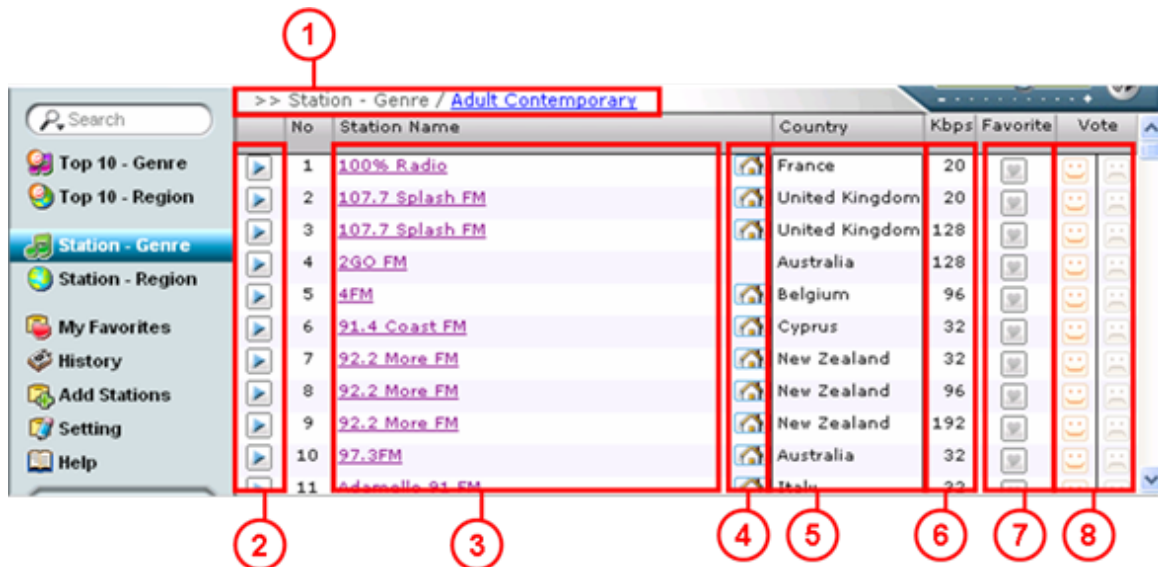 1
>> Station - Genre / Adult Contemporary
Search
Top 10 - Genre
Top 10 - Region
Station - Genre
Station - Region
My Favorites
History
Add Stations
Setting
Help
No Station Name Country Kbps Favorite Vote
1 100% Radio France 20
2 107.7 Splash FM United Kingdom 20
3 107.7 Splash FM United Kingdom 128
4 2GO FM Australia 128
5 4FM Belgium 96
6 91.4 Coast FM Cyprus 32
7 92.2 More FM New Zealand 32
8 92.2 More FM New Zealand 96
9 92.2 More FM New Zealand 192
10 97.3FM Australia 32
11 Adamello 91 FM Italy 32
2 3 4 5 6 7 8